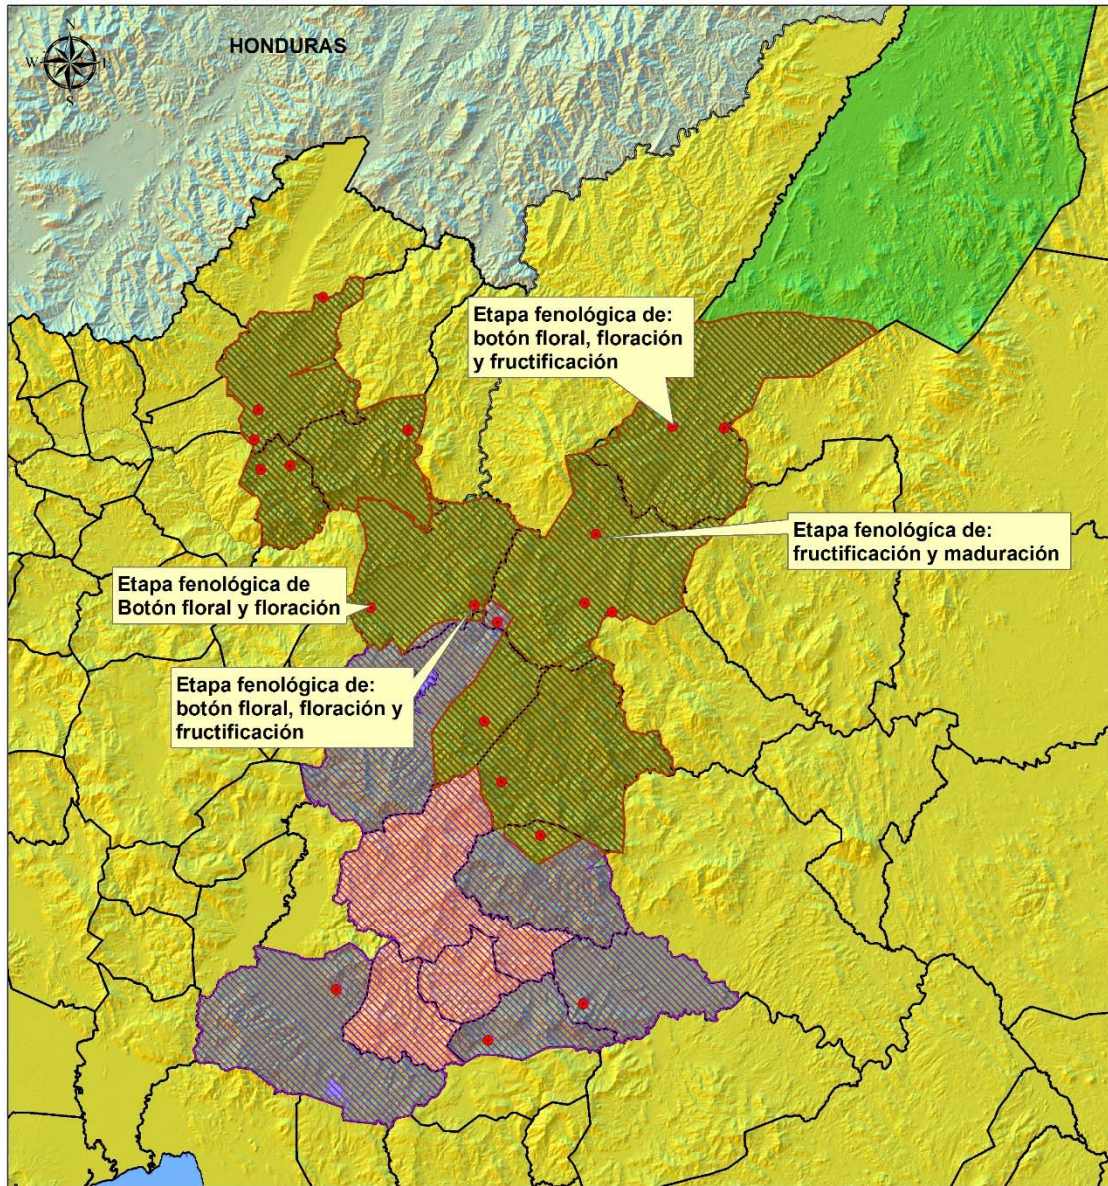 HONDURAS
N
W
L
S
Etapa fenológica de:
botón floral, floración
y fructificación
Etapa fenológica de:
fructificación y maduración
Etapa fenológica de
Botón floral y floración
Etapa fenológica de:
botón floral, floración y
fructificación